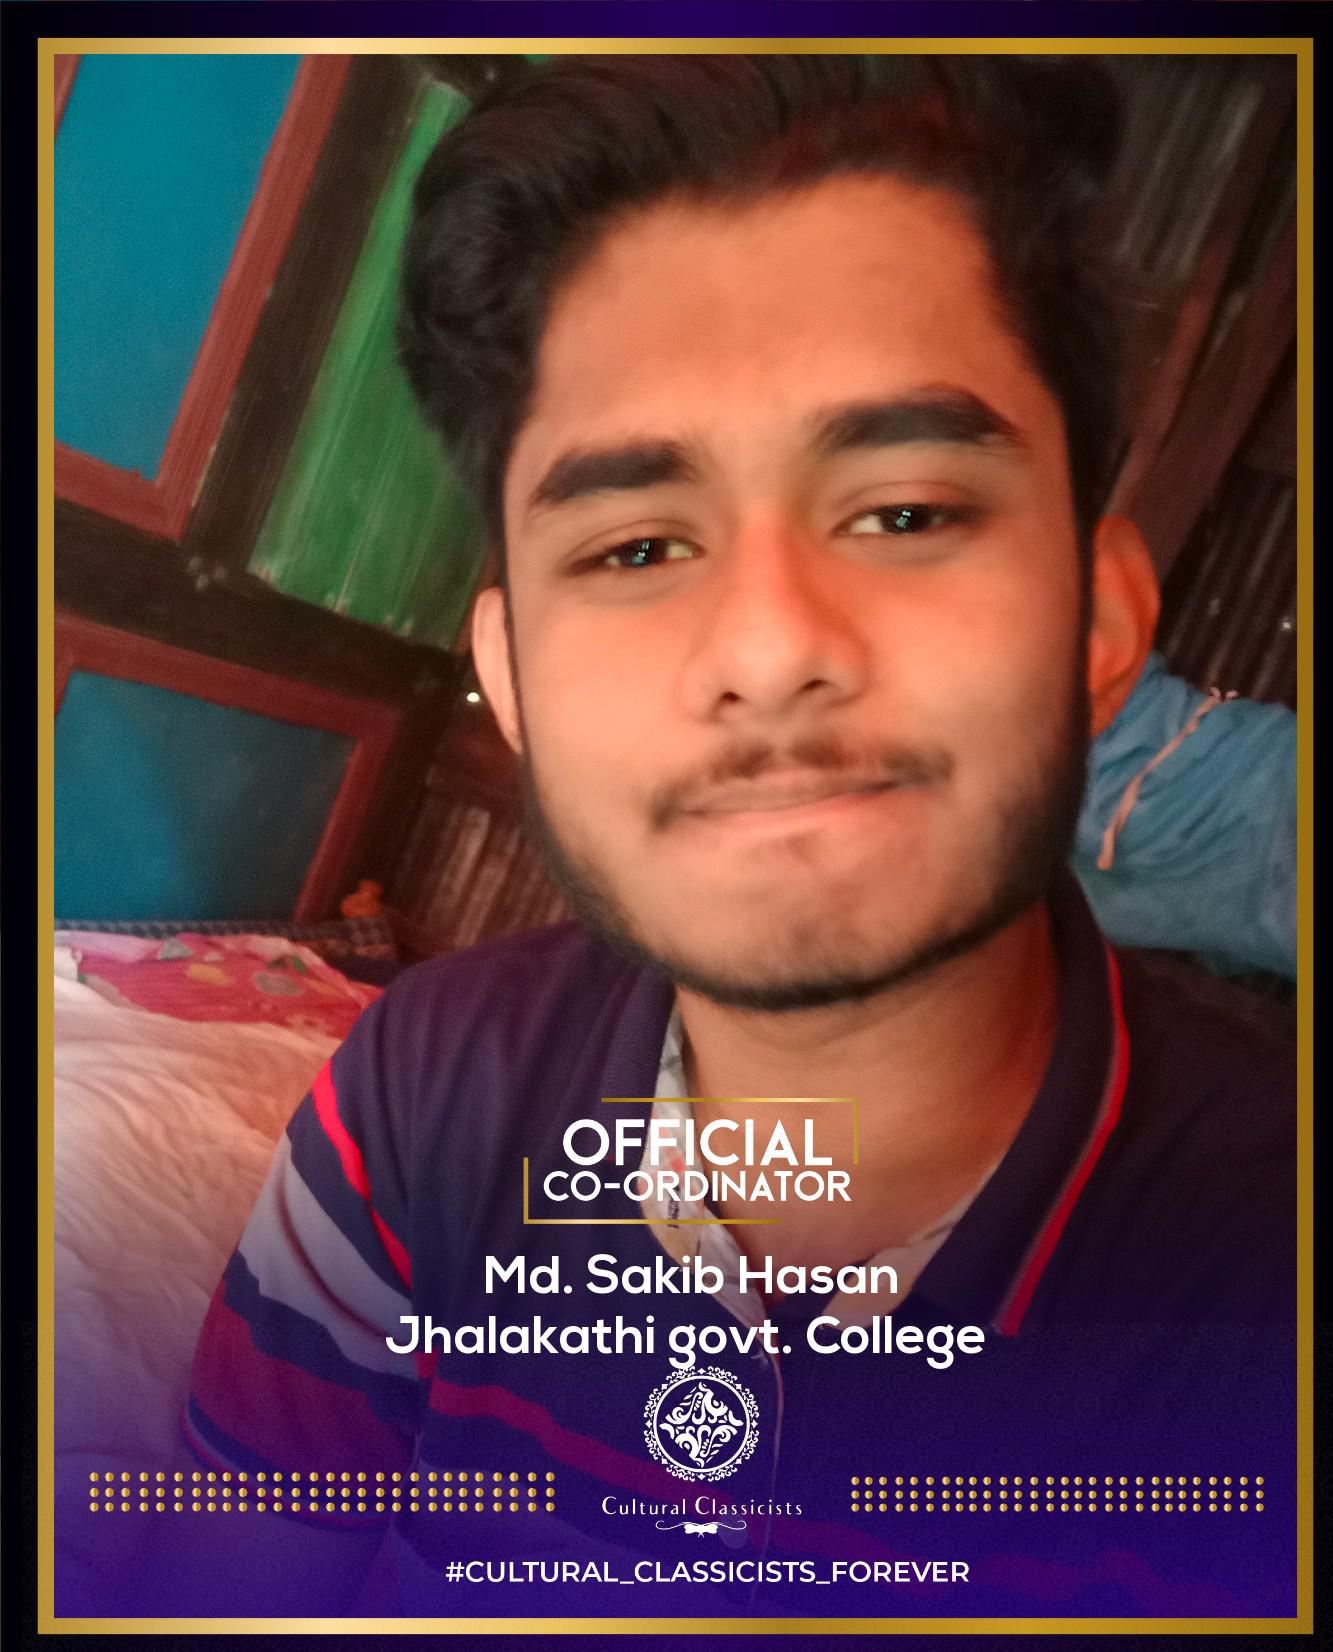 OFFICIAL
CO-ORDINATOR
Md. Sakib Hasan
Jhalakathi govt. College
Cultural Classicists
#CULTURAL_CLASSICISTS_FOREVER